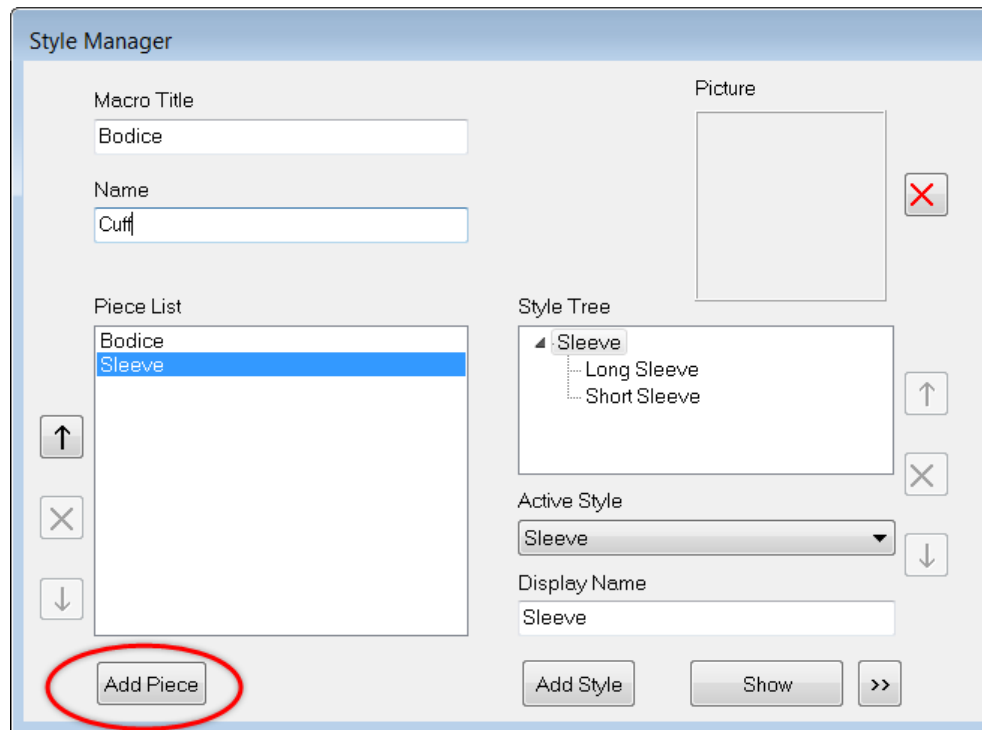 Style Manager
Macro Title
Bodice
Picture
Name
Cuff
Piece List
Bodice
Sleeve
Style Tree
Sleeve
Long Sleeve
Short Sleeve
Active Style
Sleeve
Display Name
Sleeve
Add Piece
Add Style
Show
>>